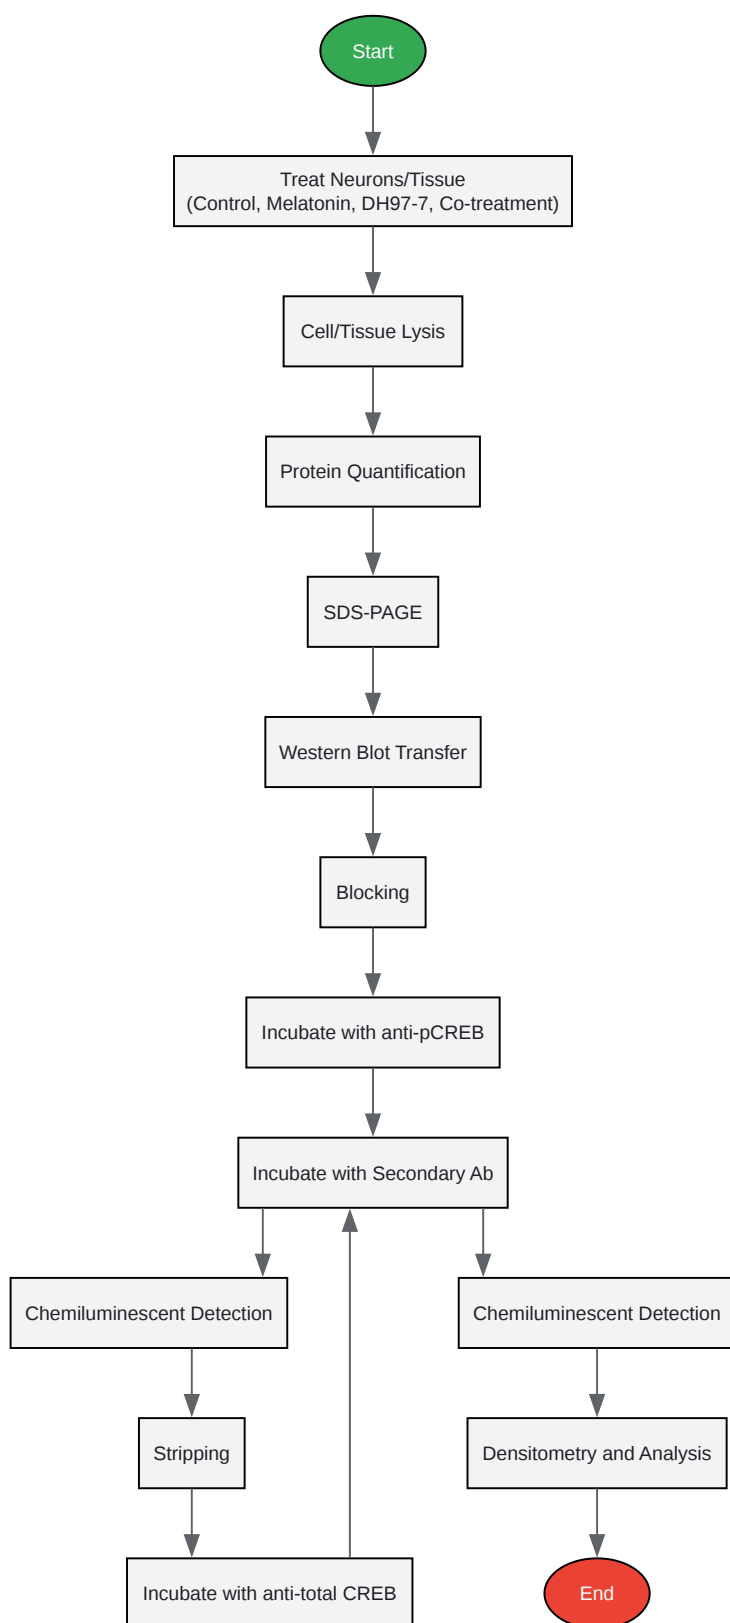 Start
Treat Neurons/Tissue
(Control, Melatonin, DH97-7, Co-treatment)
Cell/Tissue Lysis
Protein Quantification
SDS-PAGE
Western Blot Transfer
Blocking
Incubate with anti-pCREB
Incubate with Secondary Ab
Chemiluminescent Detection
Chemiluminescent Detection
Stripping
Densitometry and Analysis
Incubate with anti-total CREB
End